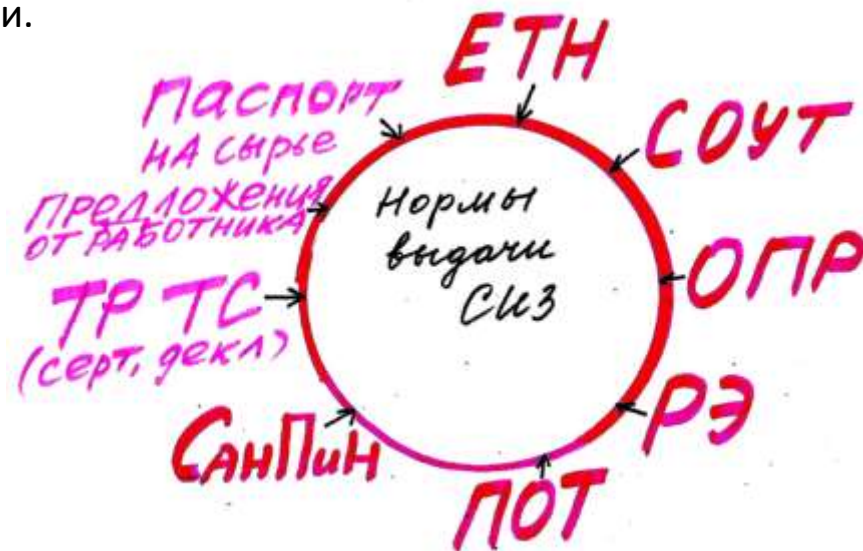 и.
ЕТН
СОУТ
ОПР
РЭ
ПОТ
СанПиН
ТР ТС
(серт, декл)
ПРЕДЛОЖЕНИЯ
ОТ РАБОТНИКА
Паспорт
НА сырье
Нормы
выдачи
СИЗ